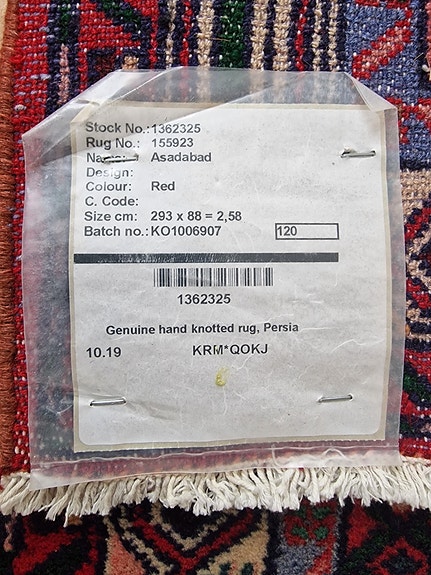 Stock No.:1362325
Rug No.: 155923
Name: Asadabad
Design:
Colour: Red
C. Code:
Size cm: 293 x 88 = 2,58
Batch no.:KO1006907 120
1362325
Genuine hand knotted rug, Persia
10.19 KRM*QOKJ